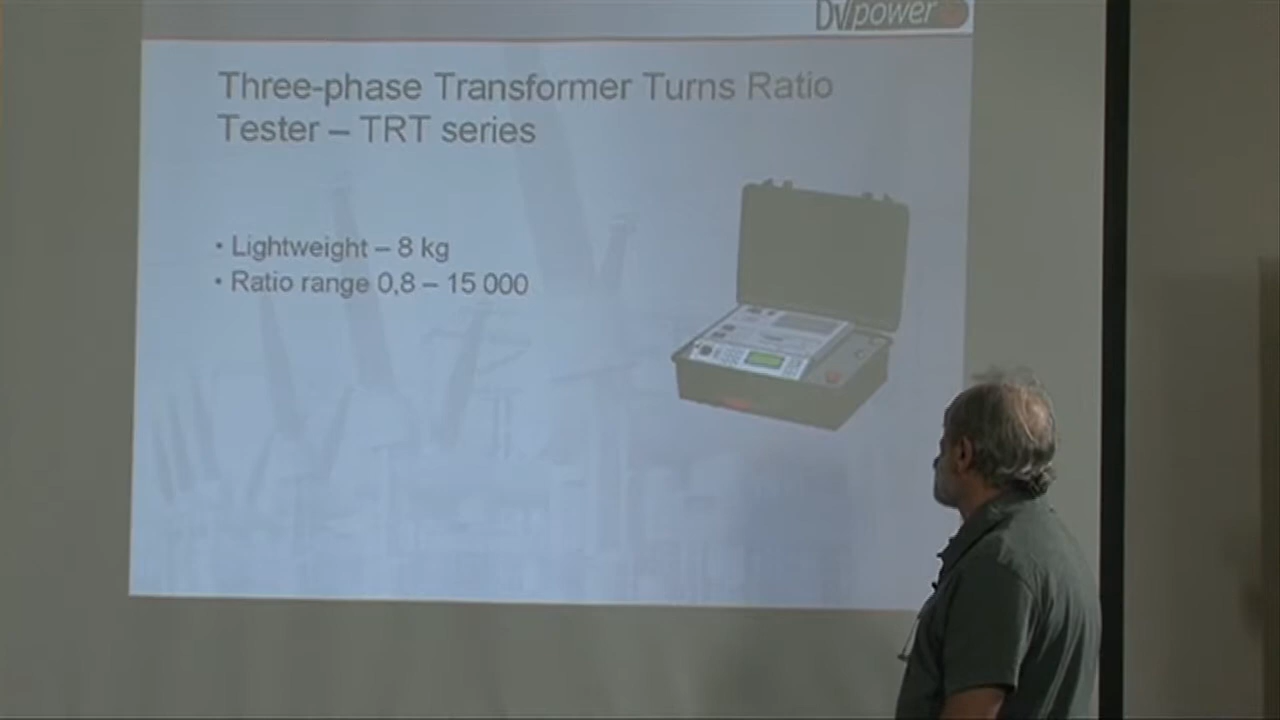 DV power
Three-phase Transformer Turns Ratio
Tester – TRT series
• Lightweight – 8 kg
• Ratio range 0,8 – 15 000